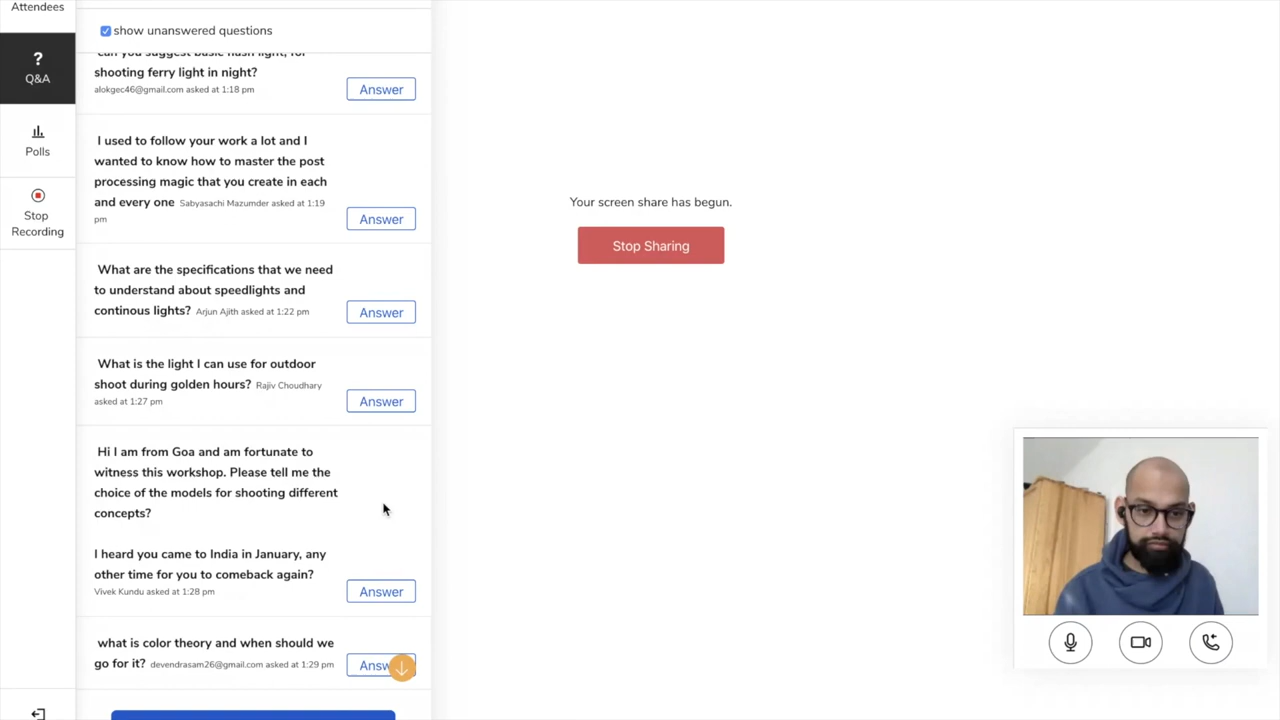 Attendees
?
Q&A
Polls
Stop
Recording
show unanswered questions
can you suggest basic flash light, for
shooting ferry light in night?
alokgec46@gmail.com asked at 1:18 pm
Answer
I used to follow your work a lot and I
wanted to know how to master the post
processing magic that you create in each
and every one Sabyasachi Mazumder asked at 1:19
pm
Answer
What are the specifications that we need
to understand about speedlights and
continous lights? Arjun Ajith asked at 1:22 pm
Answer
What is the light I can use for outdoor
shoot during golden hours? Rajiv Choudhary
asked at 1:27 pm
Answer
Hi I am from Goa and am fortunate to
witness this workshop. Please tell me the
choice of the models for shooting different
concepts?
I heard you came to India in January, any
other time for you to comeback again?
Vivek Kundu asked at 1:28 pm
Answer
what is color theory and when should we
go for it? devendrasam26@gmail.com asked at 1:29 pm
Answ
Your screen share has begun.
Stop Sharing